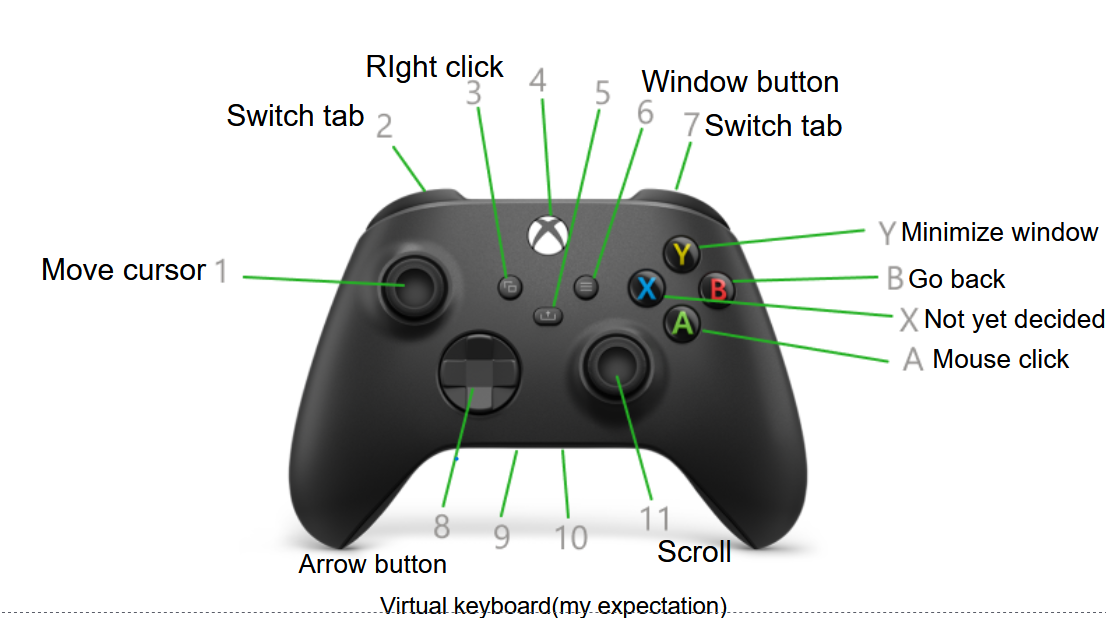 RIght click
4
Window button
3
5
6
Switch tab 2
7 Switch tab
Y Minimize window
Y
Move cursor 1
X B
B Go back
X Not yet decided
A
A Mouse click
8
9
10
11
Scroll
Arrow button
Virtual keyboard(my expectation)